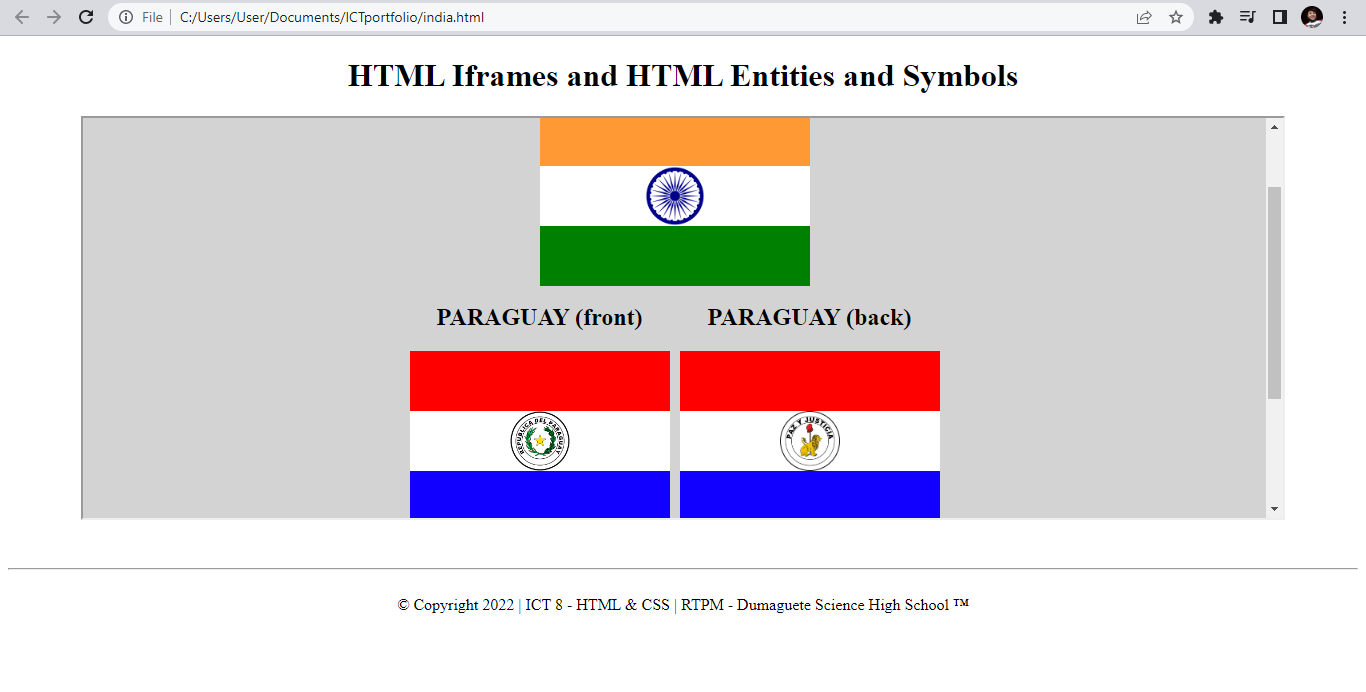 File C:/Users/User/Documents/ICTportfolio/india.html
HTML Iframes and HTML Entities and Symbols
PARAGUAY (front) PARAGUAY (back)
REPUBLICA DEL PARAGUAY PAZ Y JUSTICIA
© Copyright 2022 | ICT 8 - HTML & CSS | RTPM - Dumaguete Science High School ™